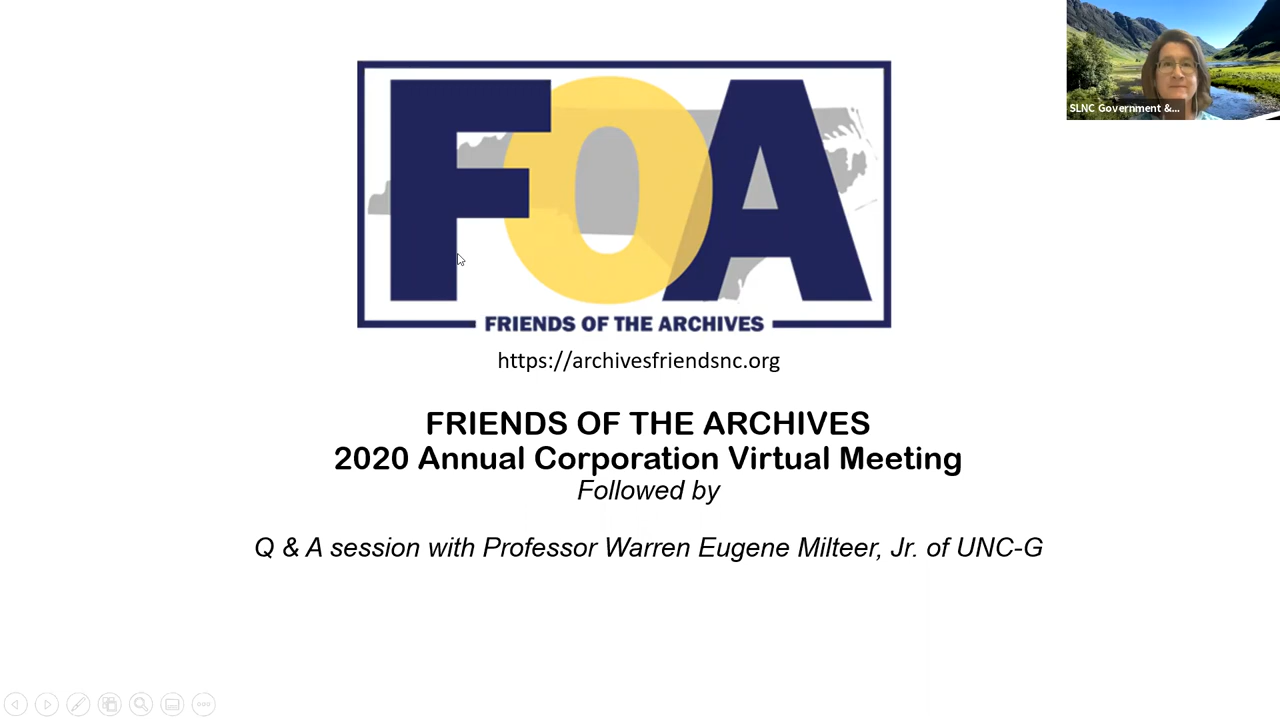 SLNC Government &...
FOA
FRIENDS OF THE ARCHIVES
https://archivesfriendsnc.org
FRIENDS OF THE ARCHIVES
2020 Annual Corporation Virtual Meeting
Followed by
Q & A session with Professor Warren Eugene Milteer, Jr. of UNC-G